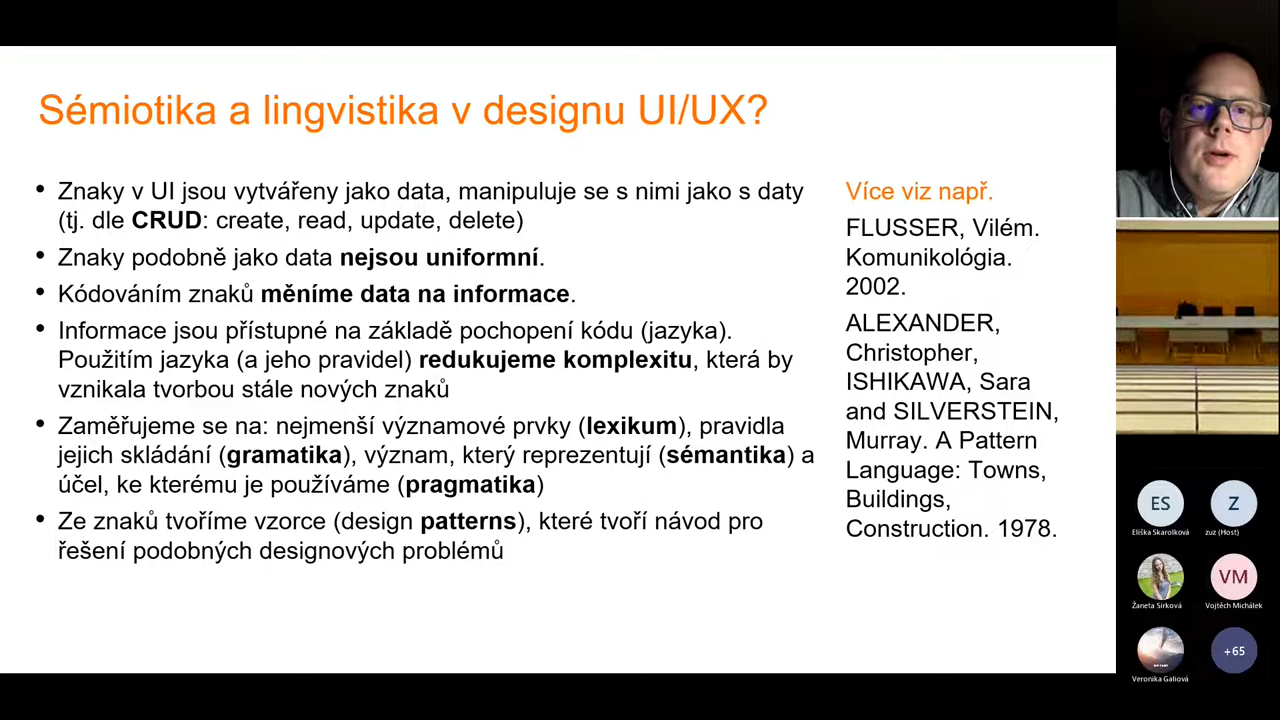 Sémiotika a lingvistika v designu UI/UX?
• Znaky v UI jsou vytvářeny jako data, manipuluje se s nimi jako s daty
(tj. dle CRUD: create, read, update, delete)
• Znaky podobně jako data nejsou uniformní.
• Kódováním znaků měníme data na informace.
• Informace jsou přístupné na základě pochopení kódu (jazyka).
Použitím jazyka (a jeho pravidel) redukujeme komplexitu, která by
vznikala tvorbou stále nových znaků
• Zaměřujeme se na: nejmenší významové prvky (lexikum), pravidla
jejich skládání (gramatika), význam, který reprezentují (sémantika) a
účel, ke kterému je používáme (pragmatika)
• Ze znaků tvoříme vzorce (design patterns), které tvoří návod pro
řešení podobných designových problémů
Více viz např.
FLUSSER, Vilém.
Komunikológia.
2002.
ALEXANDER,
Christopher,
ISHIKAWA, Sara
and SILVERSTEIN,
Murray. A Pattern
Language: Towns,
Buildings,
Construction. 1978.
ES
Z
Eliška Skarolková
zuz (Host)
VM
Žaneta Sirková
Vojtěch Michálek
+65
Veronika Galiová